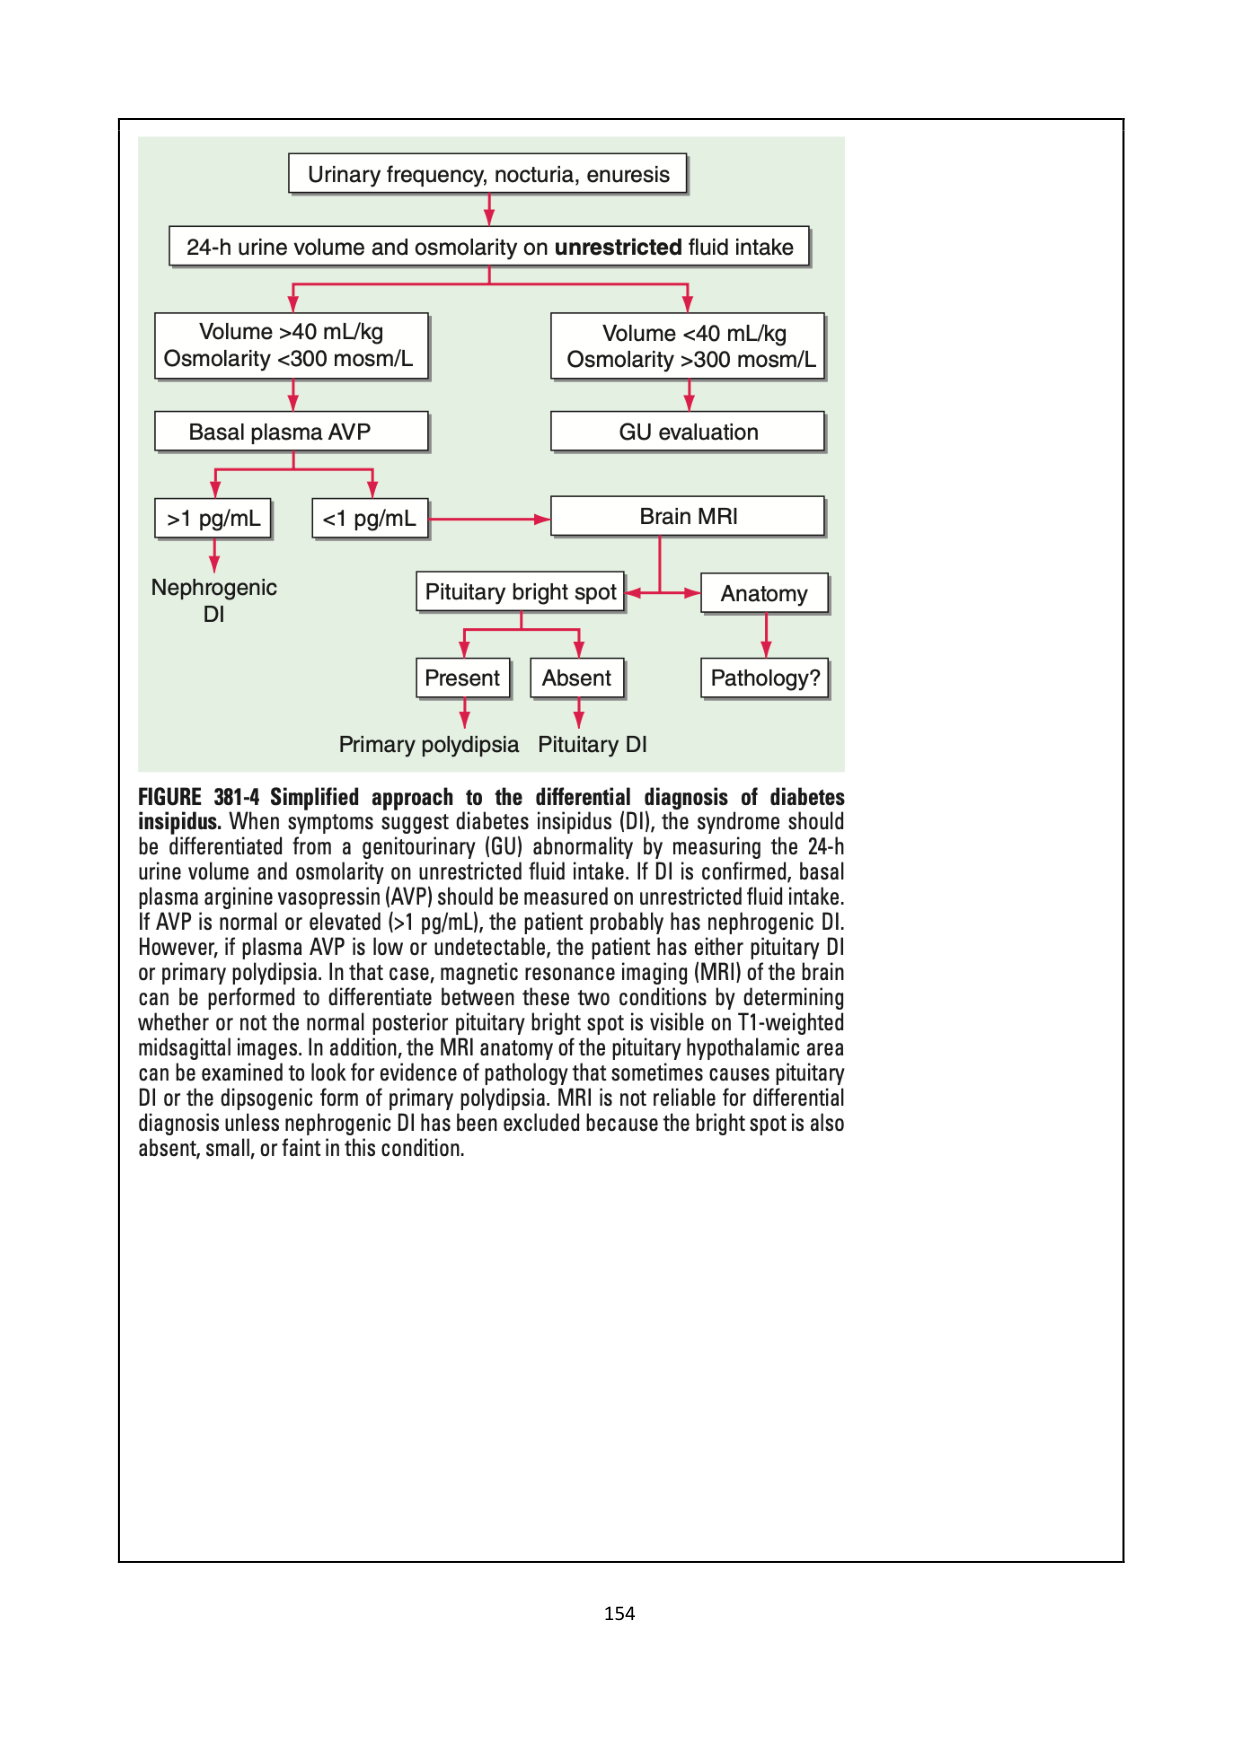 Urinary frequency, nocturia, enuresis
24-h urine volume and osmolarity on unrestricted fluid intake
Volume >40 mL/kg
Osmolarity <300 mosm/L
Volume <40 mL/kg
Osmolarity >300 mosm/L
Basal plasma AVP
GU evaluation
>1 pg/mL
<1 pg/mL
Brain MRI
Nephrogenic
DI
Pituitary bright spot
Anatomy
Present
Absent
Pathology?
Primary polydipsia
Pituitary DI
FIGURE 381-4 Simplified approach to the differential diagnosis of diabetes
insipidus. When symptoms suggest diabetes insipidus (DI), the syndrome should
be differentiated from a genitourinary (GU) abnormality by measuring the 24-h
urine volume and osmolarity on unrestricted fluid intake. If DI is confirmed, basal
plasma arginine vasopressin (AVP) should be measured on unrestricted fluid intake.
If AVP is normal or elevated (>1 pg/mL), the patient probably has nephrogenic DI.
However, if plasma AVP is low or undetectable, the patient has either pituitary DI
or primary polydipsia. In that case, magnetic resonance imaging (MRI) of the brain
can be performed to differentiate between these two conditions by determining
whether or not the normal posterior pituitary bright spot is visible on T1-weighted
midsagittal images. In addition, the MRI anatomy of the pituitary hypothalamic area
can be examined to look for evidence of pathology that sometimes causes pituitary
DI or the dipsogenic form of primary polydipsia. MRI is not reliable for differential
diagnosis unless nephrogenic DI has been excluded because the bright spot is also
absent, small, or faint in this condition.
154